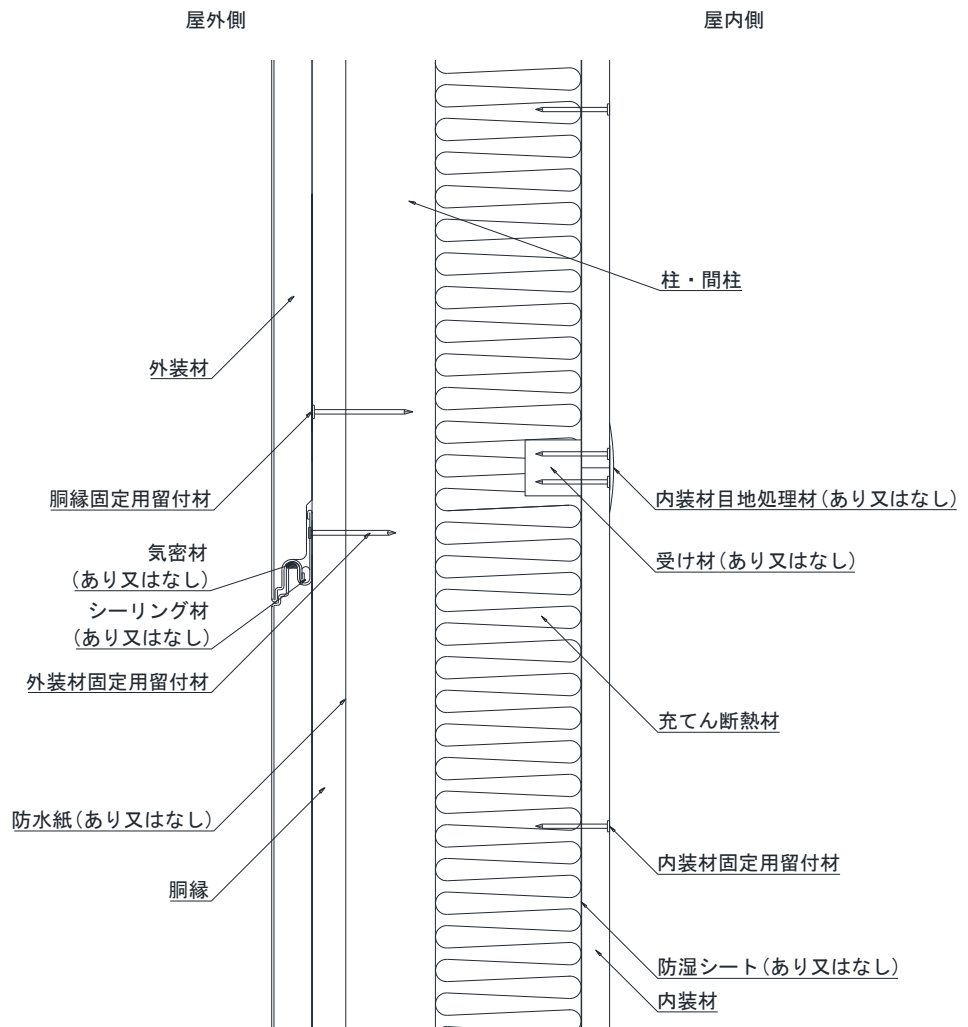 屋外側
屋内側
柱・間柱
外装材
胴縁固定用留付材
気密材
(あり又はなし)
シーリング材
(あり又はなし)
外装材固定用留付材
防水紙(あり又はなし)
胴縁
内装材目地処理材(あり又はなし)
受け材(あり又はなし)
充てん断熱材
内装材固定用留付材
防湿シート(あり又はなし)
内装材